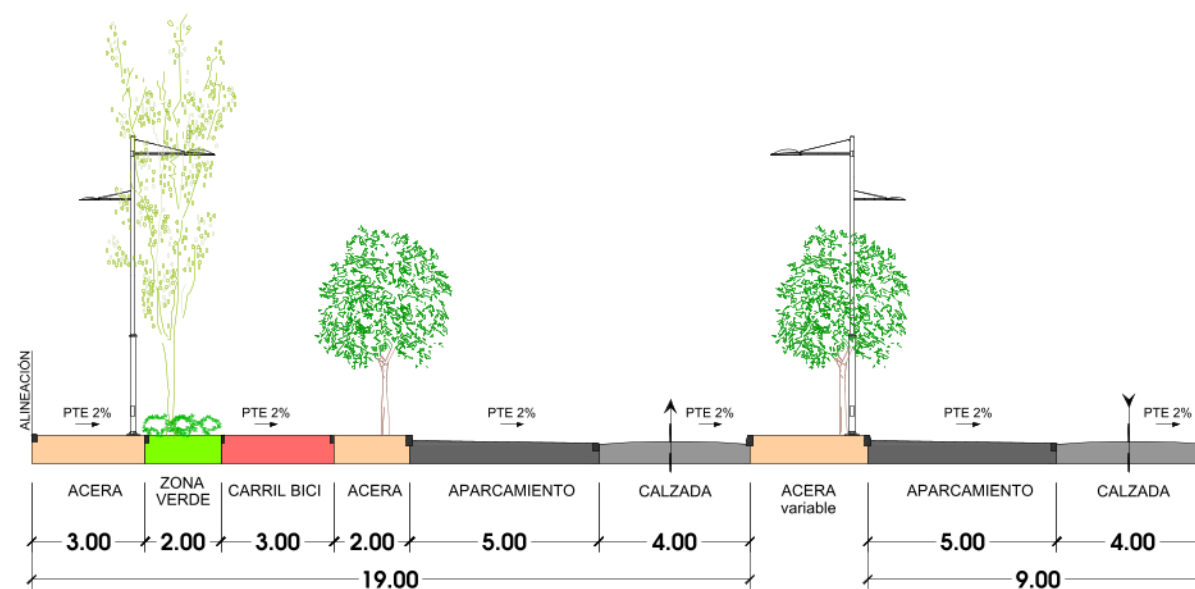 ALINEACIÓN
PTE 2% PTE 2% PTE 2% PTE 2% PTE 2% PTE 2%
ACERA
ZONA
VERDE
CARRIL BICI
ACERA
APARCAMIENTO
CALZADA
ACERA
variable
APARCAMIENTO
CALZADA
3.00 2.00 3.00 2.00 5.00 4.00 5.00 4.00
19.00 9.00